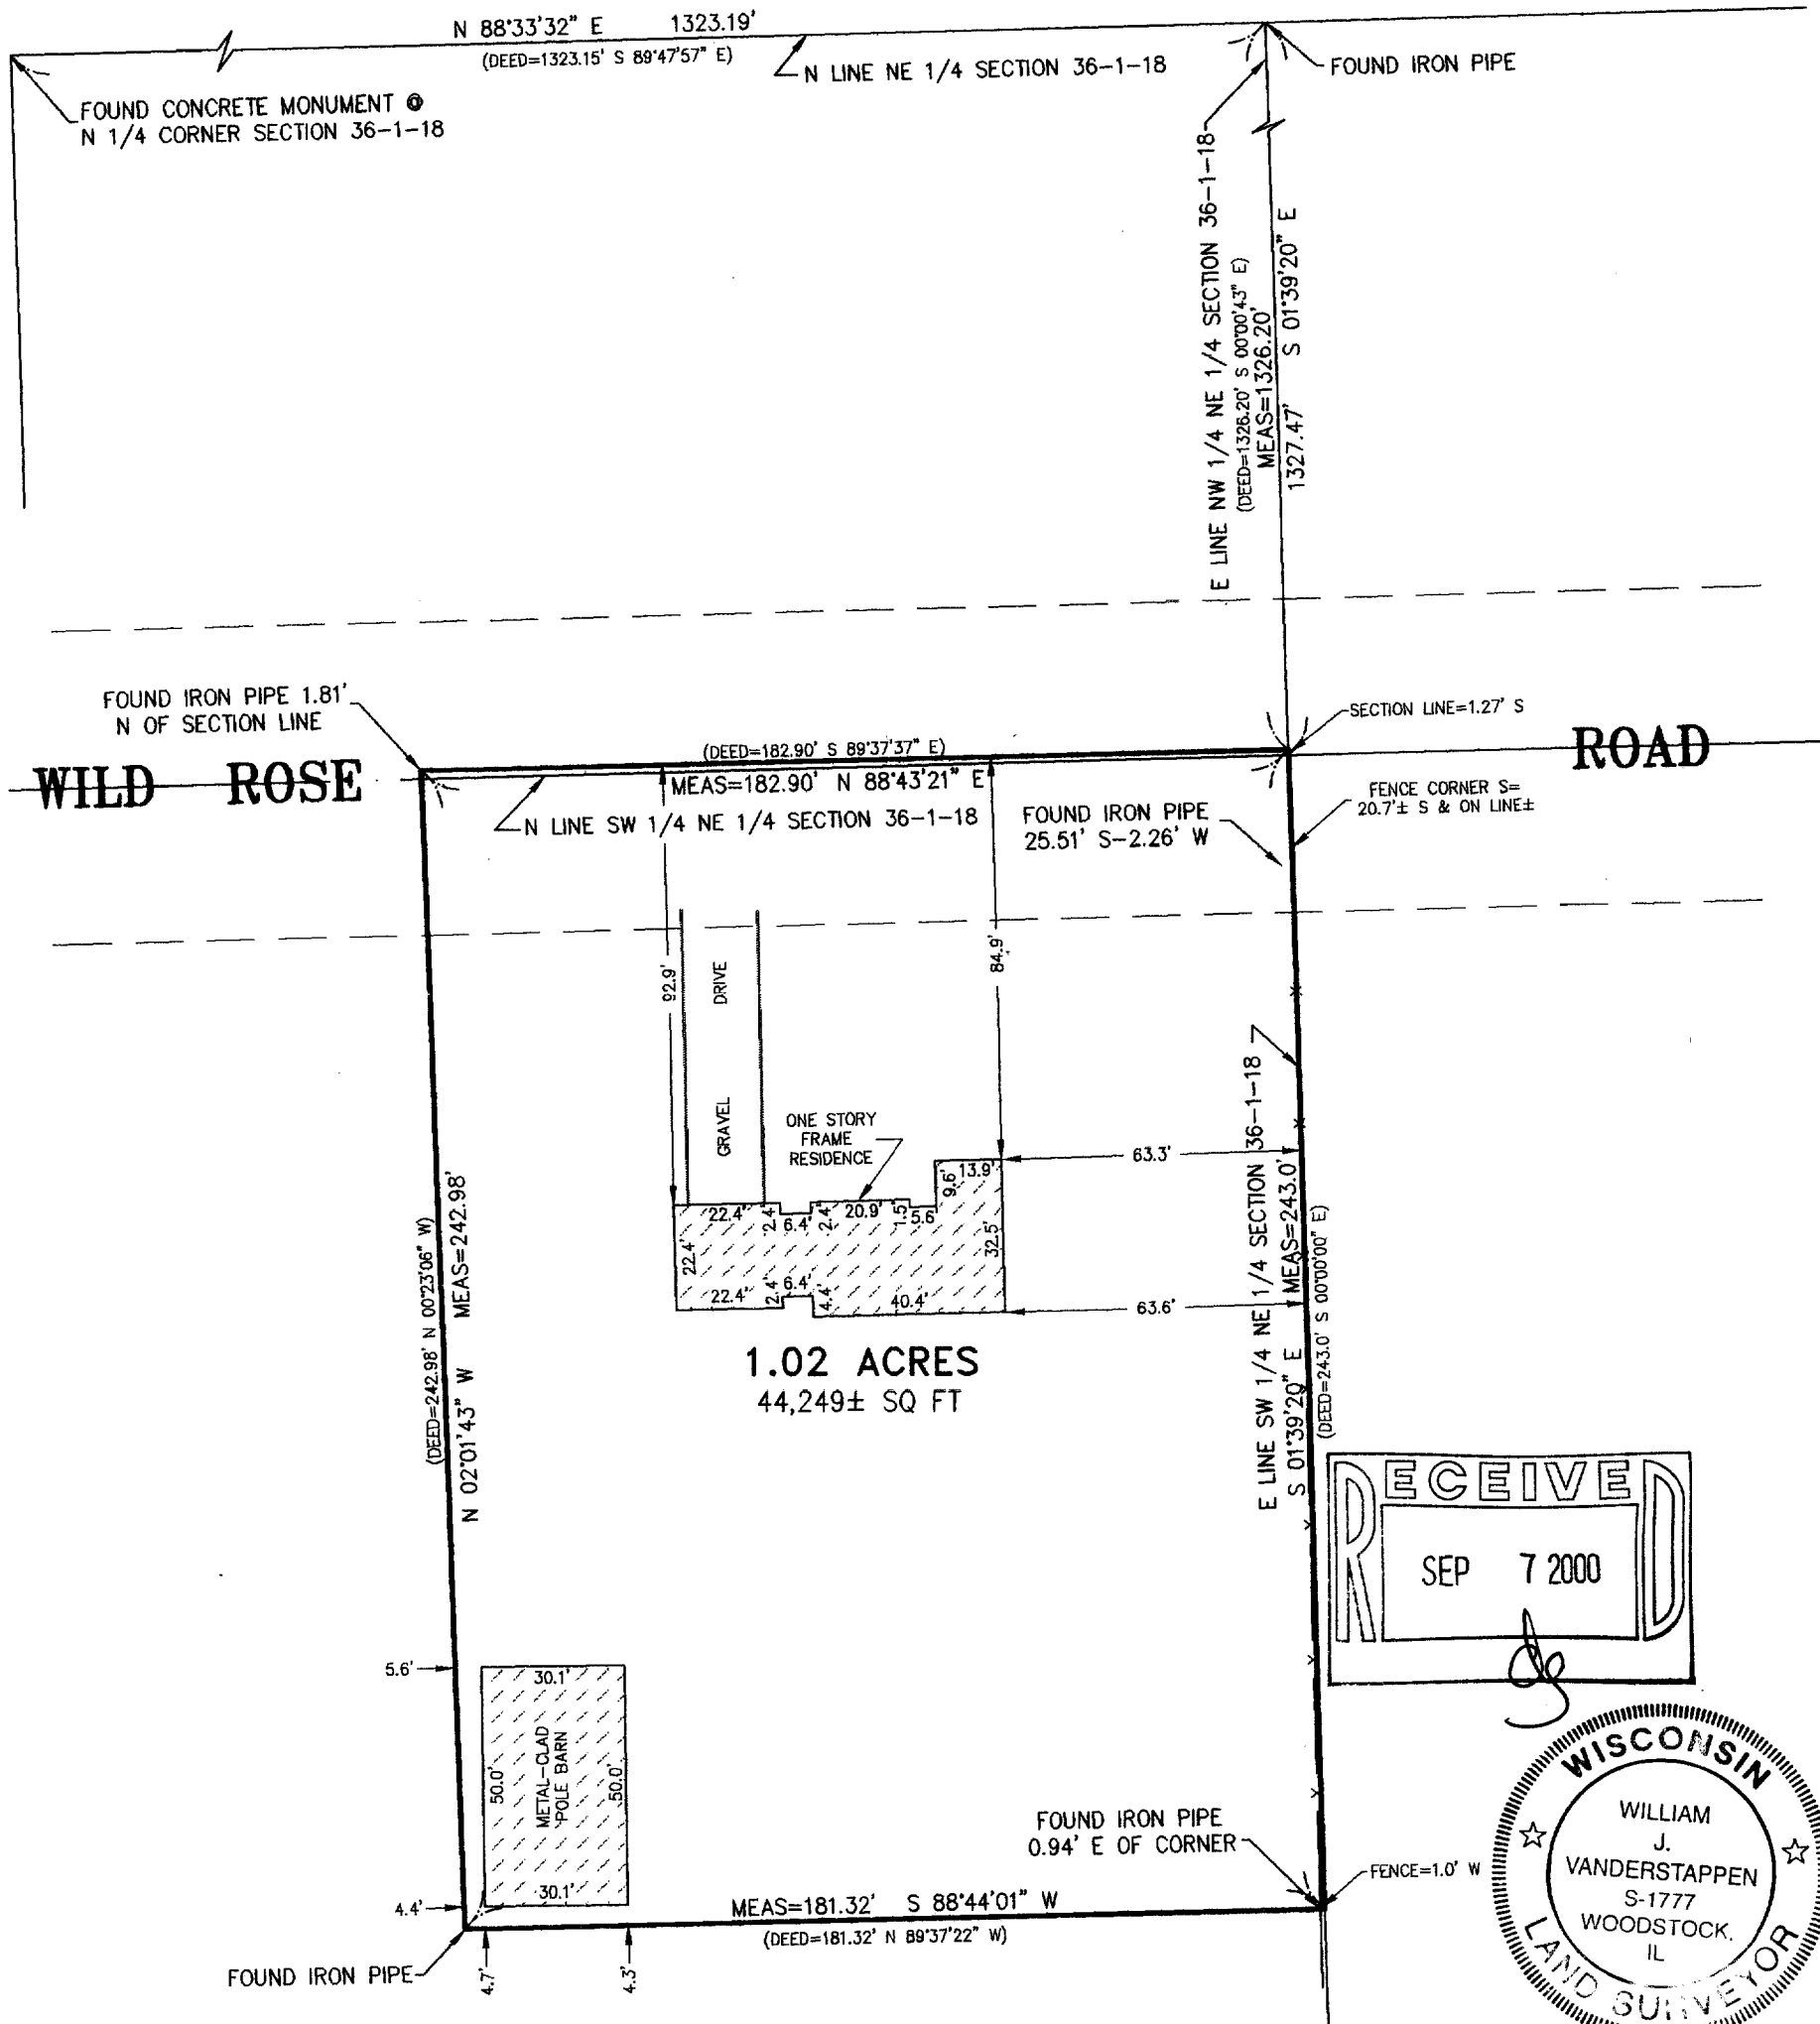 N 88°33'32" E 1323.19'
(DEED=1323.15' S 89°47'57" E)
N LINE NE 1/4 SECTION 36-1-18
FOUND IRON PIPE
FOUND CONCRETE MONUMENT @
N 1/4 CORNER SECTION 36-1-18
E LINE NW 1/4 NE 1/4 SECTION 36-1-18
(DEED=1326.20' S 00°00'43" E)
MEAS=1326.20'
1327.47' S 01°39'20" E
FOUND IRON PIPE 1.81'
N OF SECTION LINE
SECTION LINE=1.27' S
WILD ROSE ROAD
(DEED=182.90' S 89°37'37" E)
MEAS=182.90' N 88°43'21" E
N LINE SW 1/4 NE 1/4 SECTION 36-1-18
FENCE CORNER S=
20.7'± S & ON LINE±
FOUND IRON PIPE
25.51' S-2.26' W
92.9'
84.9'
GRAVEL DRIVE
ONE STORY
FRAME
RESIDENCE
63.3'
13.9'
9.6'
22.4'
2.4'
6.4'
2.4'
20.9'
1.5'
5.6'
32.5'
22.4'
22.4'
2.4'
6.4'
4.4'
40.4'
63.6'
E LINE SW 1/4 NE 1/4 SECTION 36-1-18
S 01°39'20" E MEAS=243.0'
(DEED=243.0' S 00°00'00" E)
(DEED=242.98' N 00°23'06" W)
N 02°01'43" W MEAS=242.98'
1.02 ACRES
44,249± SQ FT
RECEIVED
SEP 7 2000
5.6'
30.1'
50.0'
METAL-CLAD
POLE BARN
50.0'
30.1'
4.4'
FOUND IRON PIPE
4.7'
4.3'
MEAS=181.32' S 88°44'01" W
(DEED=181.32' N 89°37'22" W)
FOUND IRON PIPE
0.94' E OF CORNER
FENCE=1.0' W
WISCONSIN
WILLIAM
J.
VANDERSTAPPEN
S-1777
WOODSTOCK,
IL
LAND SURVEYOR